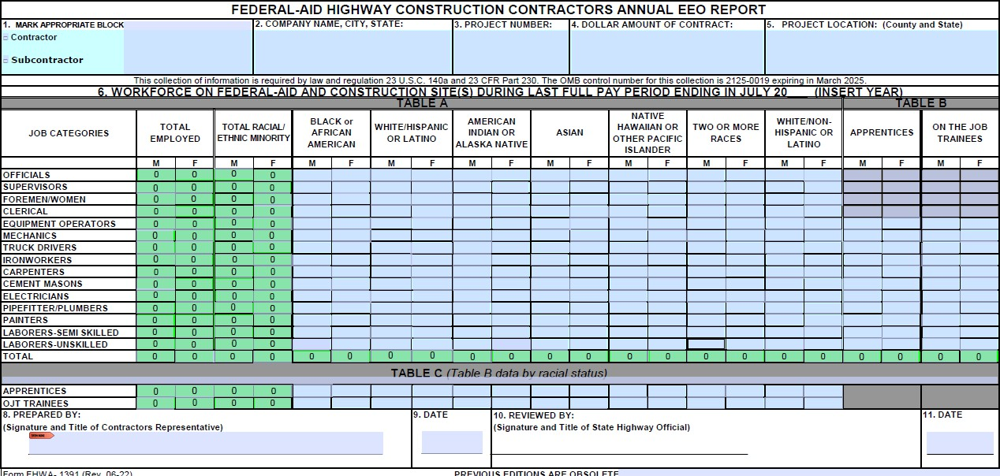 FEDERAL-AID HIGHWAY CONSTRUCTION CONTRACTORS ANNUAL EEO REPORT
1. MARK APPROPRIATE BLOCK
Contractor
Subcontractor
2. COMPANY NAME, CITY, STATE:
3. PROJECT NUMBER:
4. DOLLAR AMOUNT OF CONTRACT:
5. PROJECT LOCATION: (County and State)
This collection of information is required by law and regulation 23 U.S.C. 140a and 23 CFR Part 230. The OMB control number for this collection is 2125-0019 expiring in March 2025.
6. WORKFORCE ON FEDERAL-AID AND CONSTRUCTION SITE(S) DURING LAST FULL PAY PERIOD ENDING IN JULY 20___ (INSERT YEAR)
TABLE A TABLE B
JOB CATEGORIES
TOTAL
EMPLOYED
TOTAL RACIAL/
ETHNIC MINORITY
BLACK or
AFRICAN
AMERICAN
WHITE/HISPANIC
OR LATINO
AMERICAN
INDIAN OR
ALASKA NATIVE
ASIAN
NATIVE
HAWAIIAN OR
OTHER PACIFIC
ISLANDER
TWO OR MORE
RACES
WHITE/NON-
HISPANIC OR
LATINO
APPRENTICES
ON THE JOB
TRAINEES
M F M F M F M F M F M F M F M F M F M F M F
OFFICIALS 0 0 0 0
SUPERVISORS 0 0 0 0
FOREMEN/WOMEN 0 0 0 0
CLERICAL 0 0 0 0
EQUIPMENT OPERATORS 0 0 0 0
MECHANICS 0 0 0 0
TRUCK DRIVERS 0 0 0 0
IRONWORKERS 0 0 0 0
CARPENTERS 0 0 0 0
CEMENT MASONS 0 0 0 0
ELECTRICIANS 0 0 0 0
PIPEFITTER/PLUMBERS 0 0 0 0
PAINTERS 0 0 0 0
LABORERS-SEMI SKILLED 0 0 0 0
LABORERS-UNSKILLED 0 0 0 0
TOTAL 0 0 0 0 0 0 0 0 0 0 0 0 0 0 0 0 0 0 0 0 0 0
TABLE C (Table B data by racial status)
APPRENTICES 0 0 0 0
OJT TRAINEES 0 0 0 0
8. PREPARED BY:
(Signature and Title of Contractors Representative)
9. DATE
10. REVIEWED BY:
(Signature and Title of State Highway Official)
11. DATE
Form FHWA- 1391 (Rev. 06-22) PREVIOUS EDITIONS ARE OBSOLETE